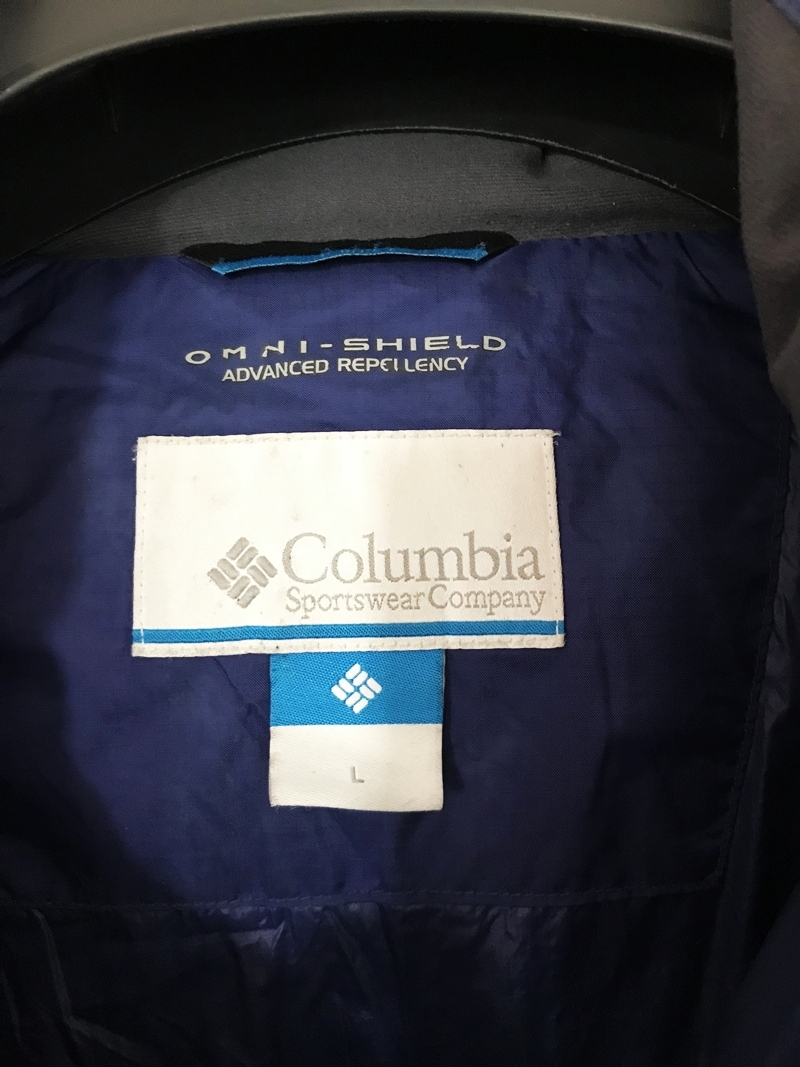 OMNI-SHIELD
ADVANCED REPELLENCY
Columbia
Sportswear Company
L